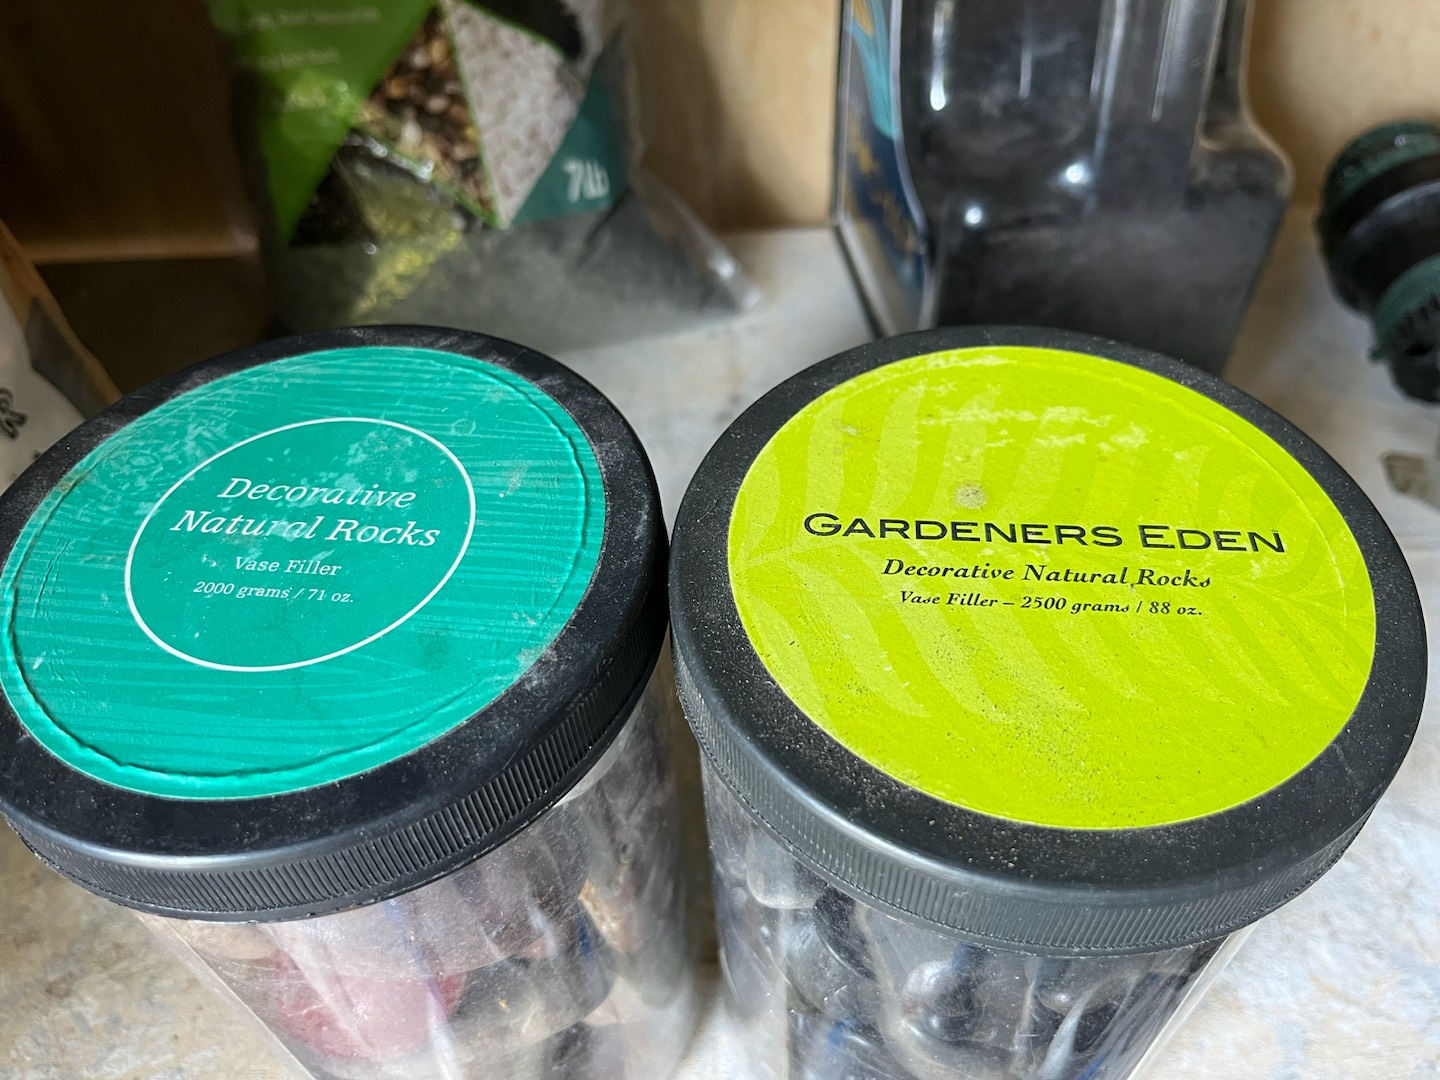 7Lb
Decorative
Natural Rocks
Vase Filler
2000 grams / 71 oz.
GARDENERS EDEN
Decorative Natural Rocks
Vase Filler – 2500 grams / 88 oz.